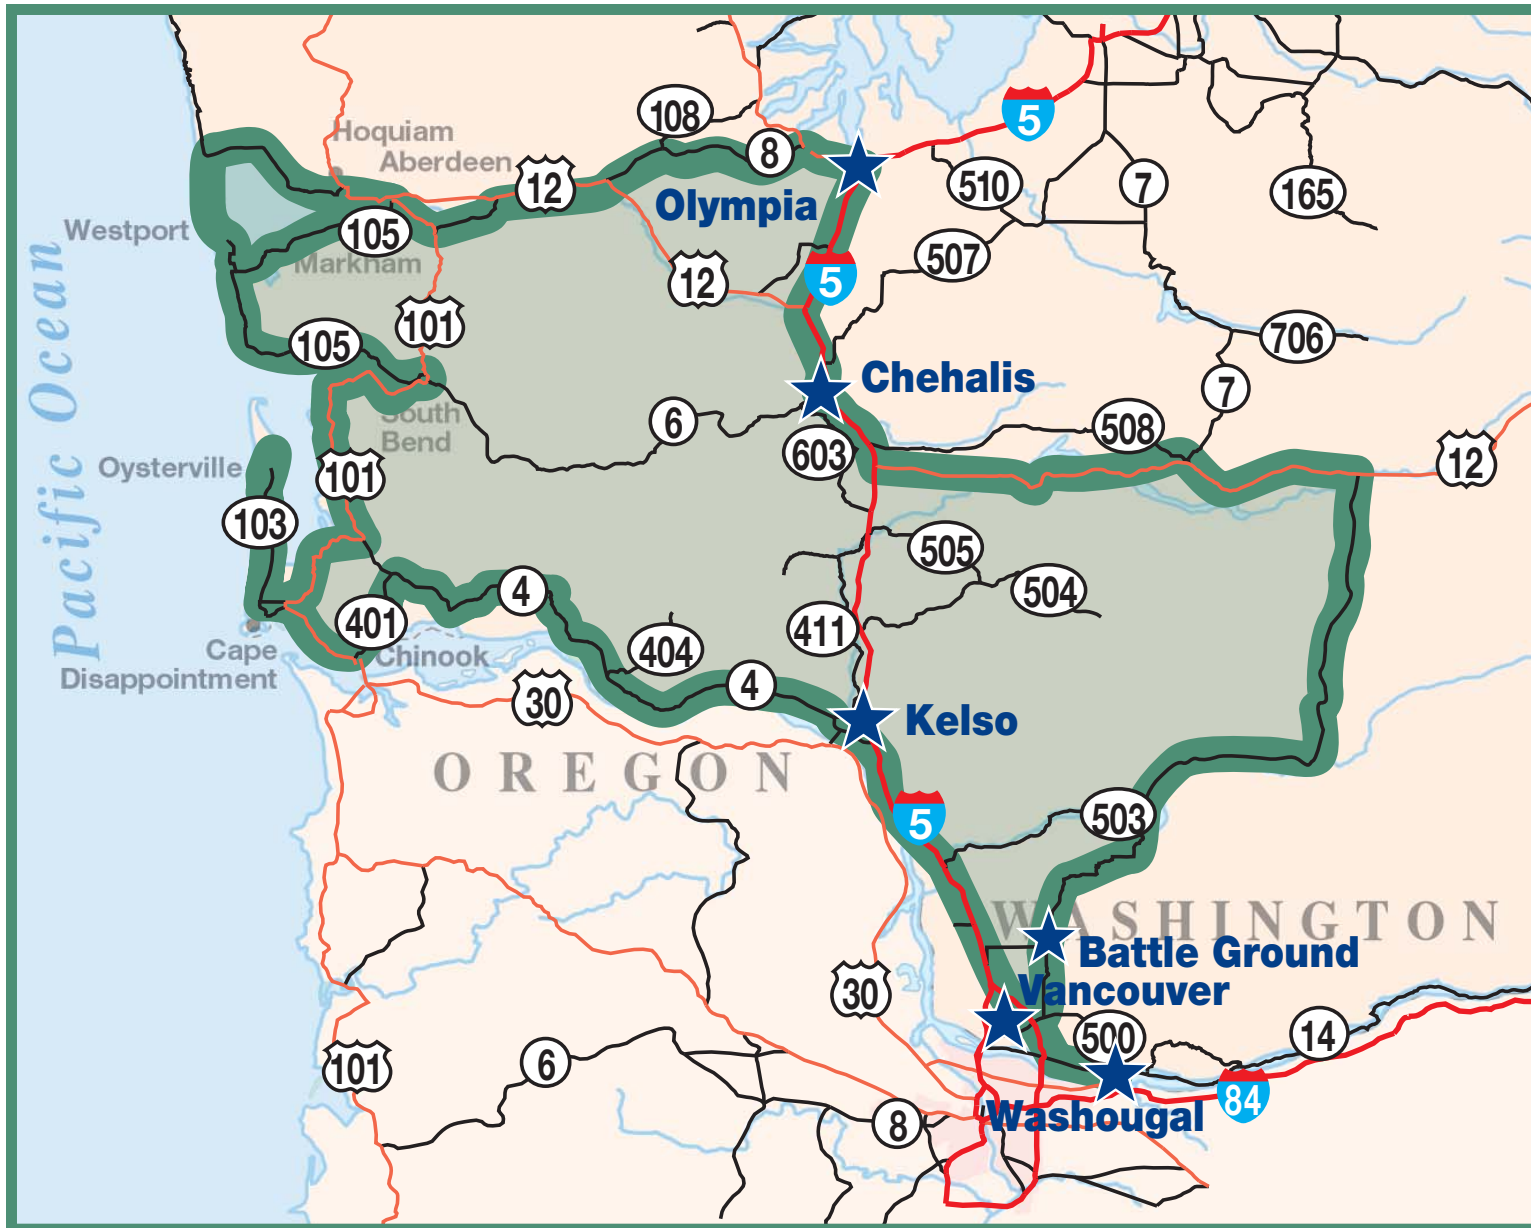 5
108
8
Hoquiam
Aberdeen
12
510
7
165
Olympia
Westport
105
Markham
507
12
5
101
105
706
Chehalis
7
South
Bend
6
508
603
12
Oysterville
101
103
Pacific Ocean
505
504
4
401
411
404
Cape
Disappointment
Chinook
4
30
Kelso
OREGON
5
503
WASHINGTON
Battle Ground
Vancouver
30
500
14
101
6
84
Washougal
8